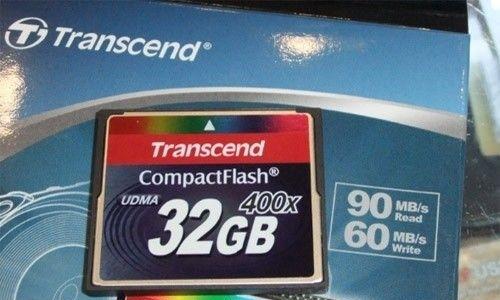 Transcend®
Transcend
CompactFlash®
UDMA
400x
32GB
90 MB/s
Read
60 MB/s
Write